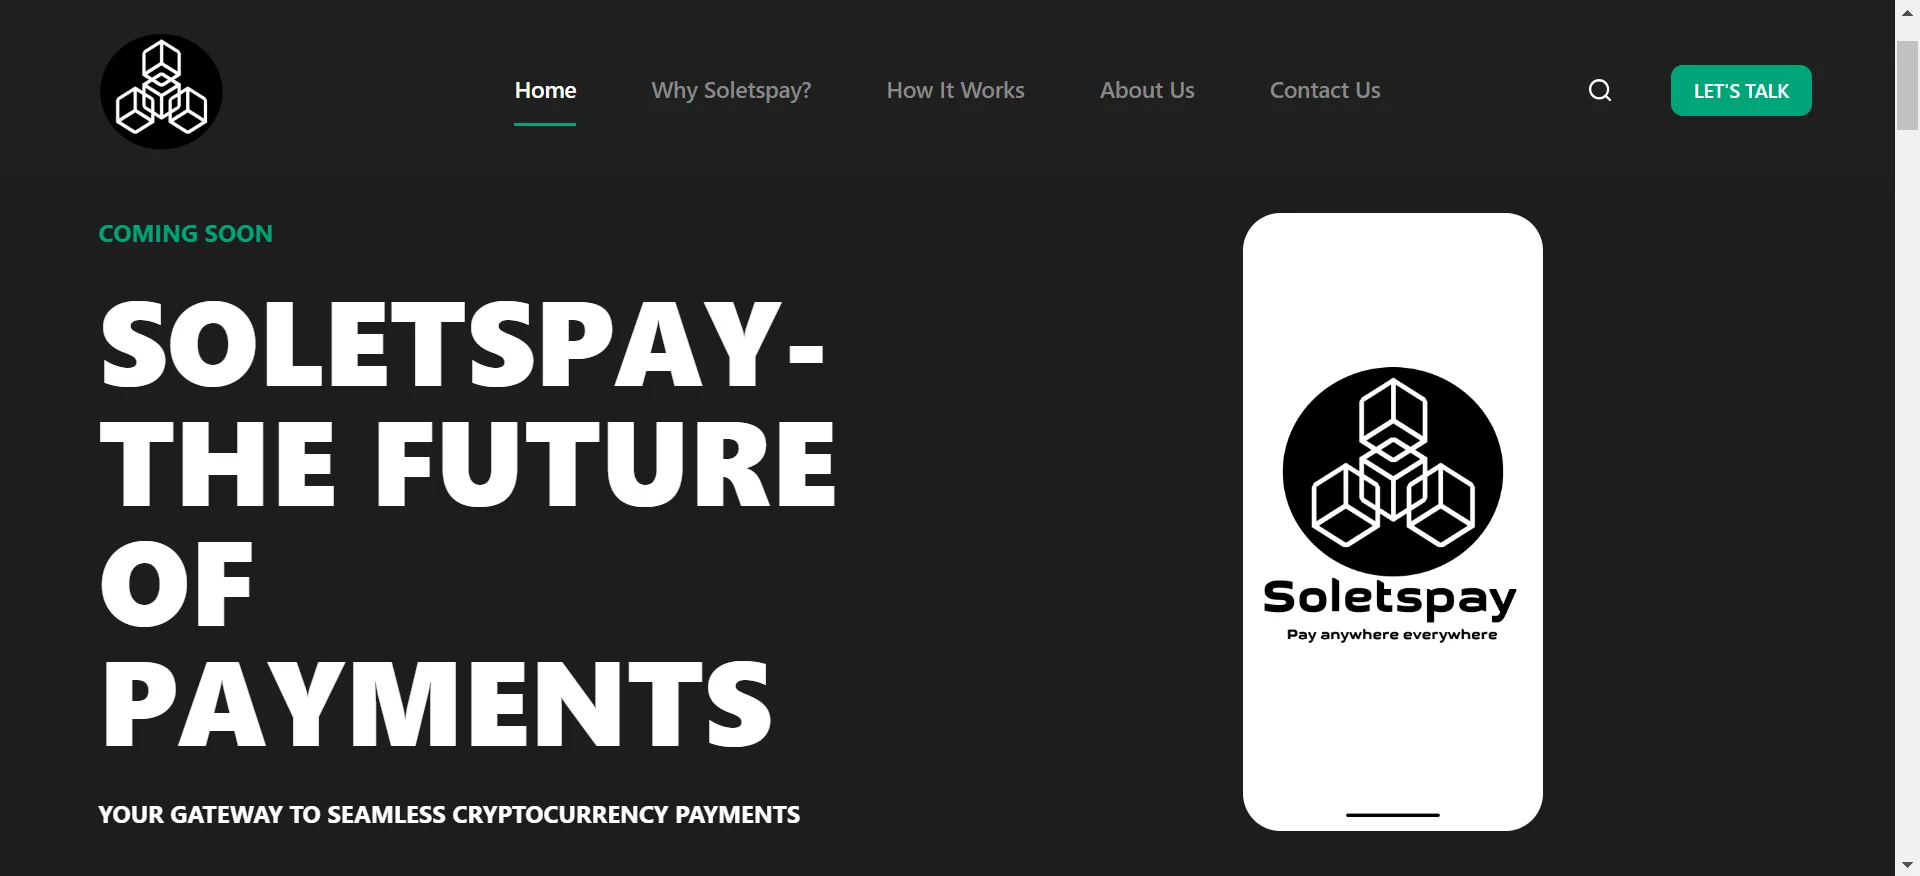 Home
Why Soletspay?
How It Works
About Us
Contact Us
LET'S TALK
COMING SOON
SOLETSPAY-
THE FUTURE
OF
PAYMENTS
YOUR GATEWAY TO SEAMLESS CRYPTOCURRENCY PAYMENTS
Soletspay
Pay anywhere everywhere